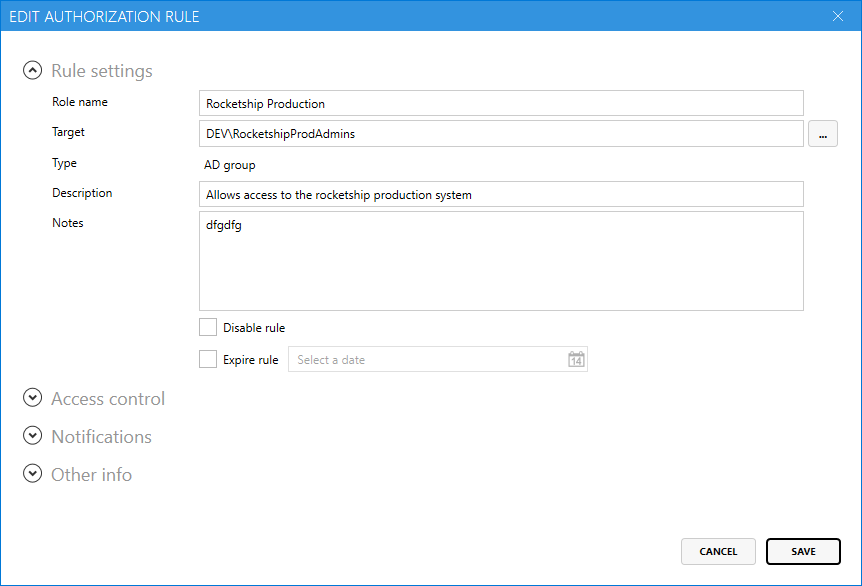 EDIT AUTHORIZATION RULE
Rule settings
Role name
Rocketship Production
Target
DEV\RocketshipProdAdmins
...
Type
AD group
Description
Allows access to the rocketship production system
Notes
dfgdfg
Disable rule
Expire rule
Select a date
14
Access control
Notifications
Other info
CANCEL
SAVE